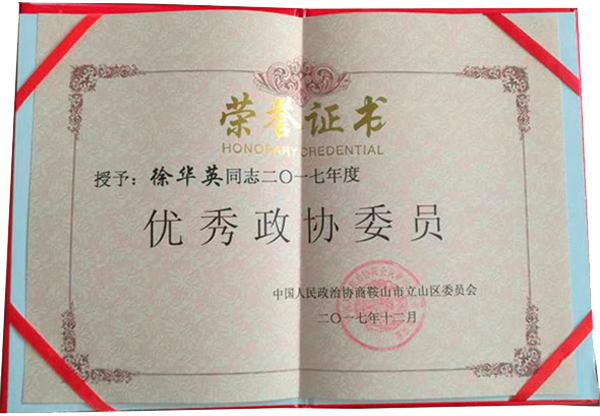 荣誉证书
HONORARY CREDENTIAL
授予：徐华英同志二〇一七年度
优秀政协委员
中国人民政治协商鞍山市立山区委员会
二〇一七年十二月